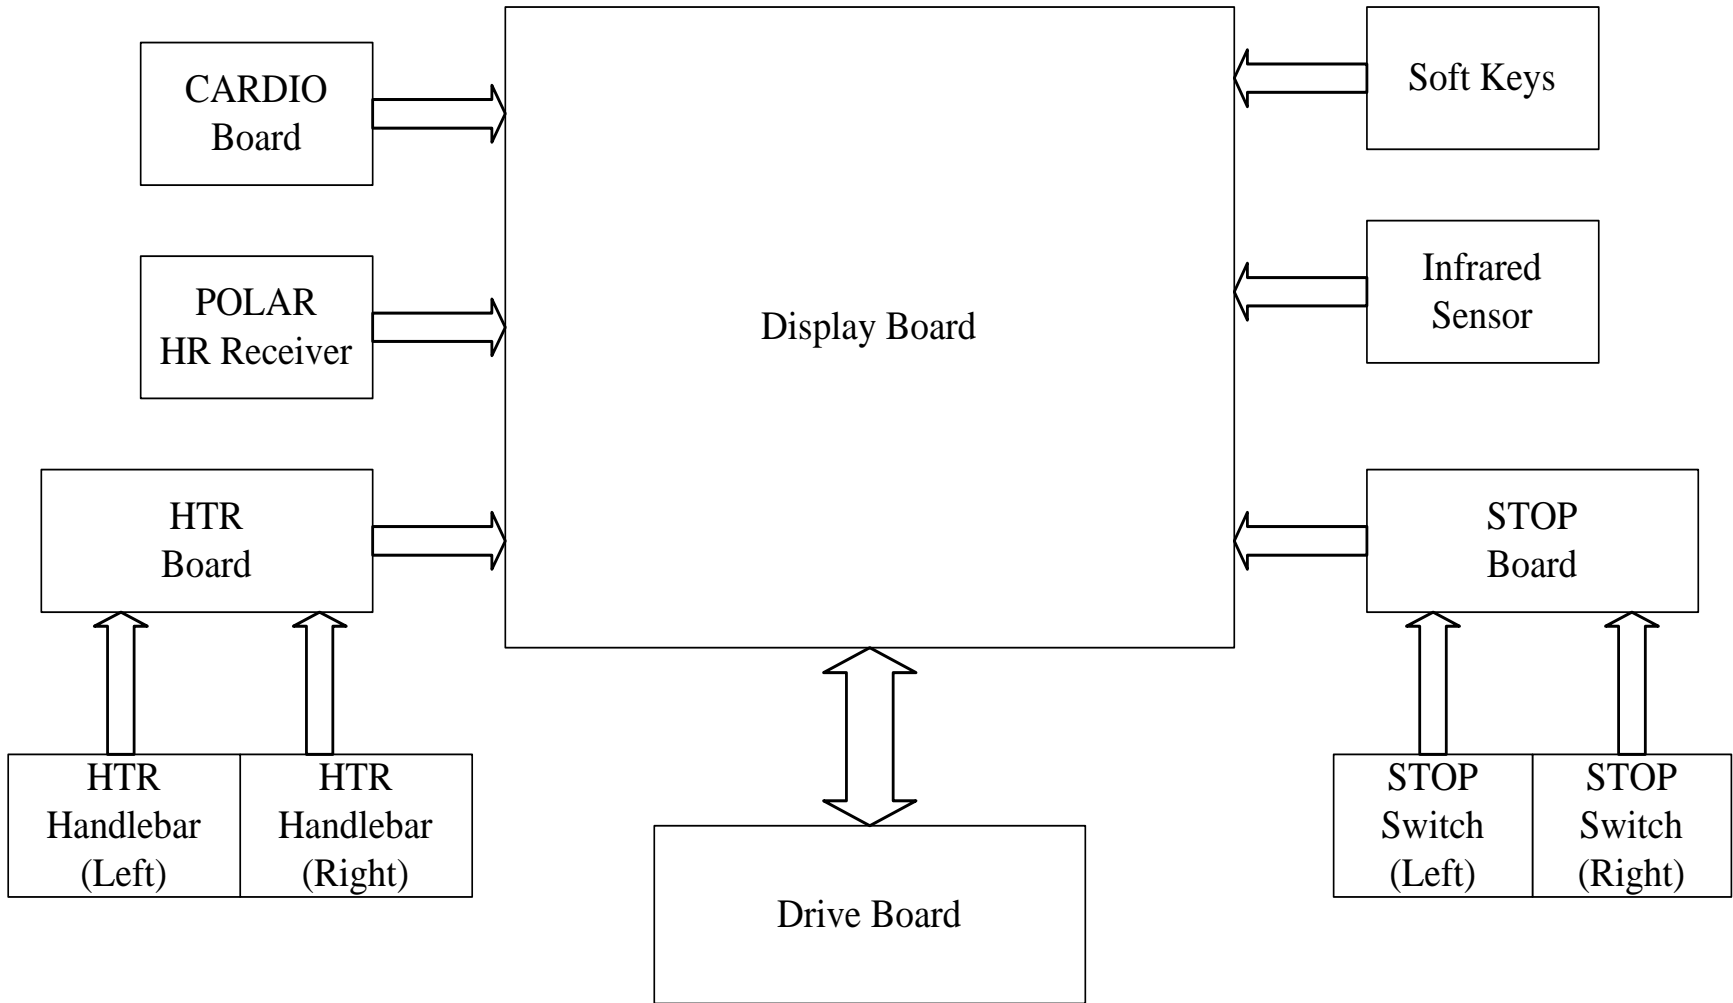 CARDIO
Board
POLAR
HR Receiver
HTR
Board
HTR
Handlebar
(Left)
HTR
Handlebar
(Right)
Display Board
Drive Board
Soft Keys
Infrared
Sensor
STOP
Board
STOP
Switch
(Left)
STOP
Switch
(Right)